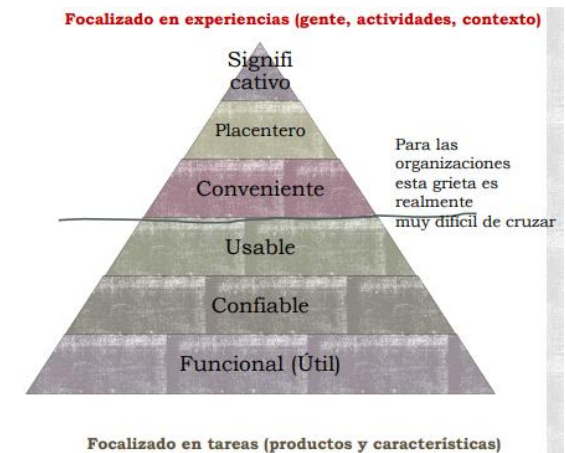 Focalizado en experiencias (gente, actividades, contexto)
Signifi
cativo
Placentero
Conveniente
Para las
organizaciones
esta grieta es
realmente
muy difícil de cruzar
Usable
Confiable
Funcional (Útil)
Focalizado en tareas (productos y características)